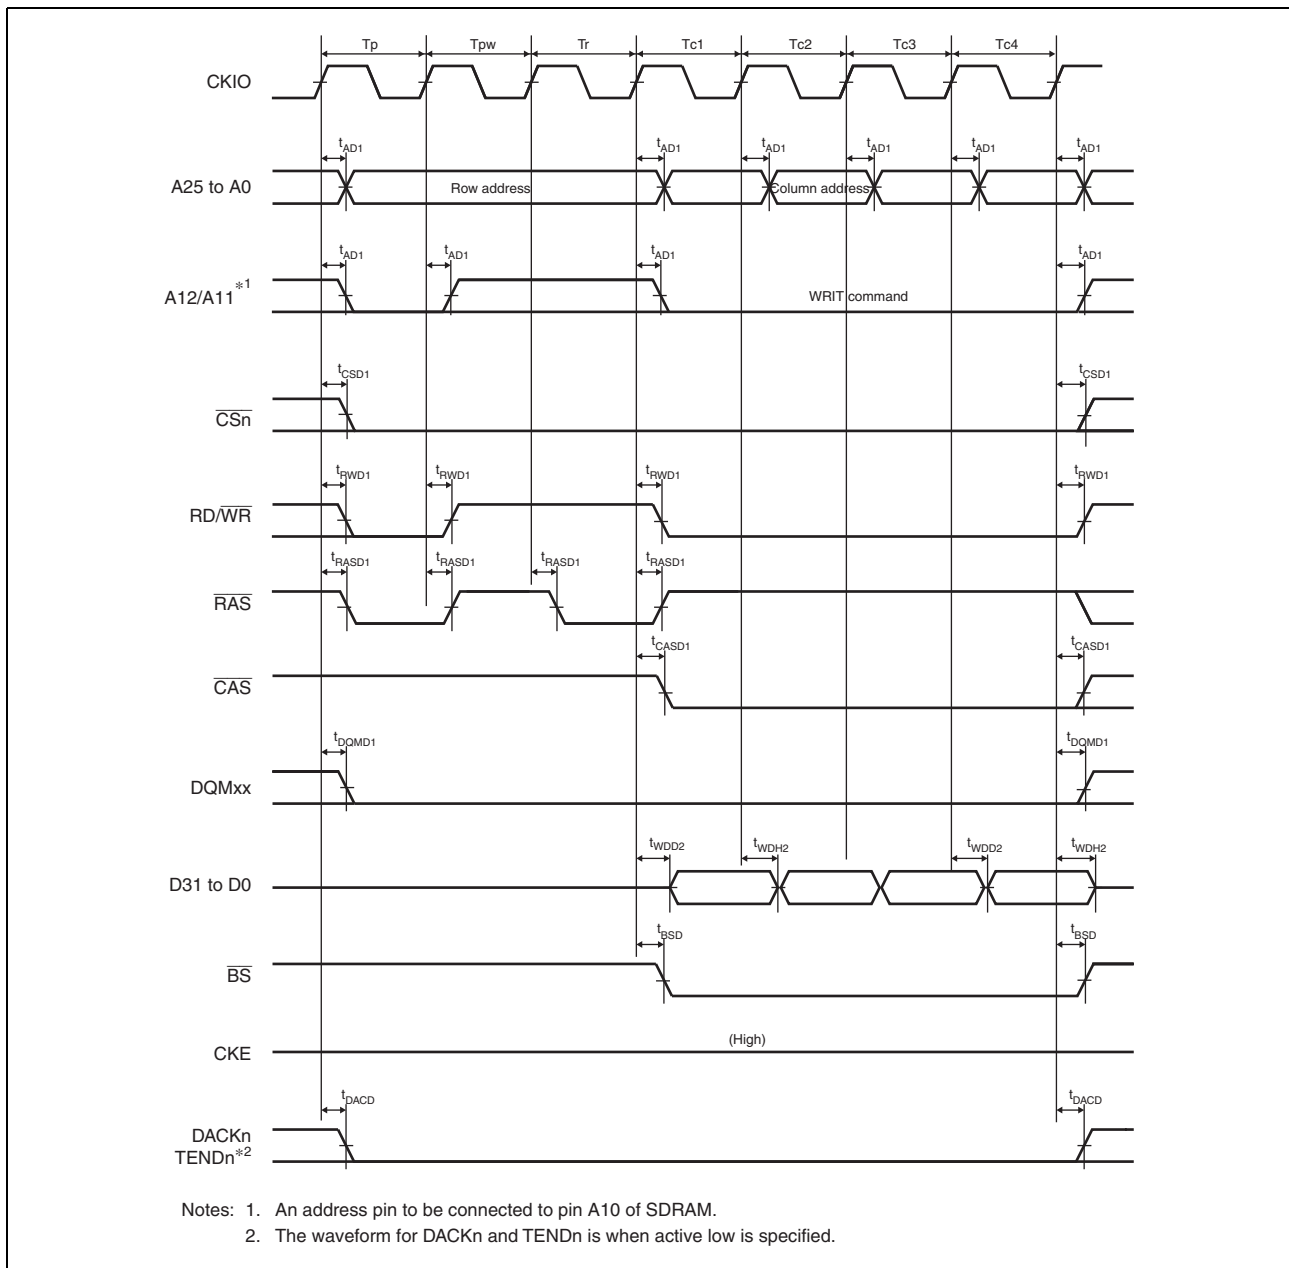 Tp Tpw Tr Tc1 Tc2 Tc3 Tc4
CKIO
tAD1 tAD1 tAD1 tAD1 tAD1 tAD1
A25 to A0 Row address Column address
tAD1 tAD1 tAD1 tAD1
A12/A11*1 WRIT command
tCSD1 tCSD1
CSn
tRWD1 tRWD1 tRWD1 tRWD1
RD/WR
tRASD1 tRASD1 tRASD1 tRASD1
RAS
tCASD1 tCASD1
CAS
tDQMD1 tDQMD1
DQMxx
tWDD2 tWDH2 tWDD2 tWDH2
D31 to D0
tBSD tBSD
BS
(High)
CKE
tDACD tDACD
DACKn
TENDn*2
Notes: 1. An address pin to be connected to pin A10 of SDRAM.
2. The waveform for DACKn and TENDn is when active low is specified.